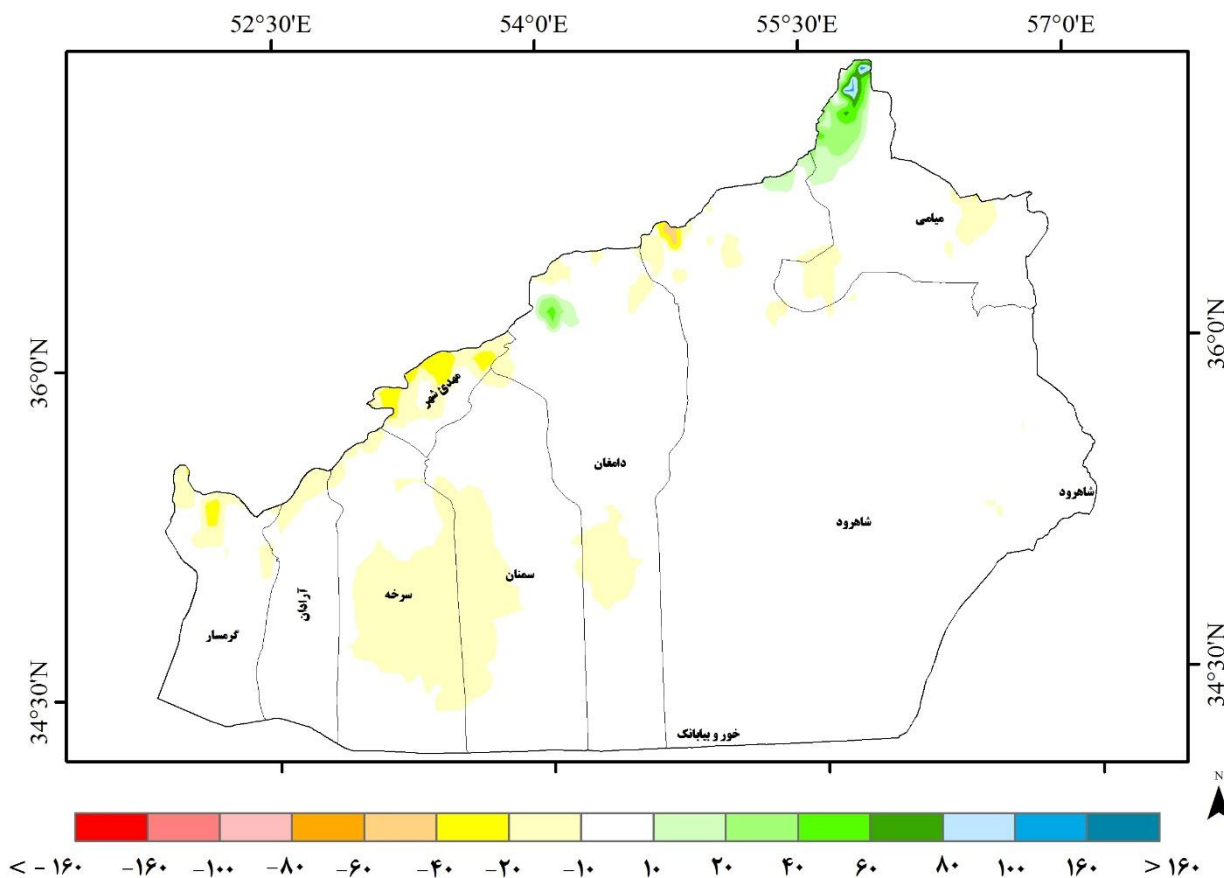 52°30'E 54°0'E 55°30'E 57°0'E
میامی
36°0'N 36°0'N
مهدئ شهر
دامغان
شاهرود
شاهرود
سمنان
سرخه
آرادان
گرمسار
34°30'N 34°30'N
خور و بیابانک
N
< -۱۶۰ -۱۶۰ -۱۰۰ -۸۰ -۶۰ -۴۰ -۲۰ -۱۰ ۱۰ ۲۰ ۴۰ ۶۰ ۸۰ ۱۰۰ ۱۶۰ > ۱۶۰